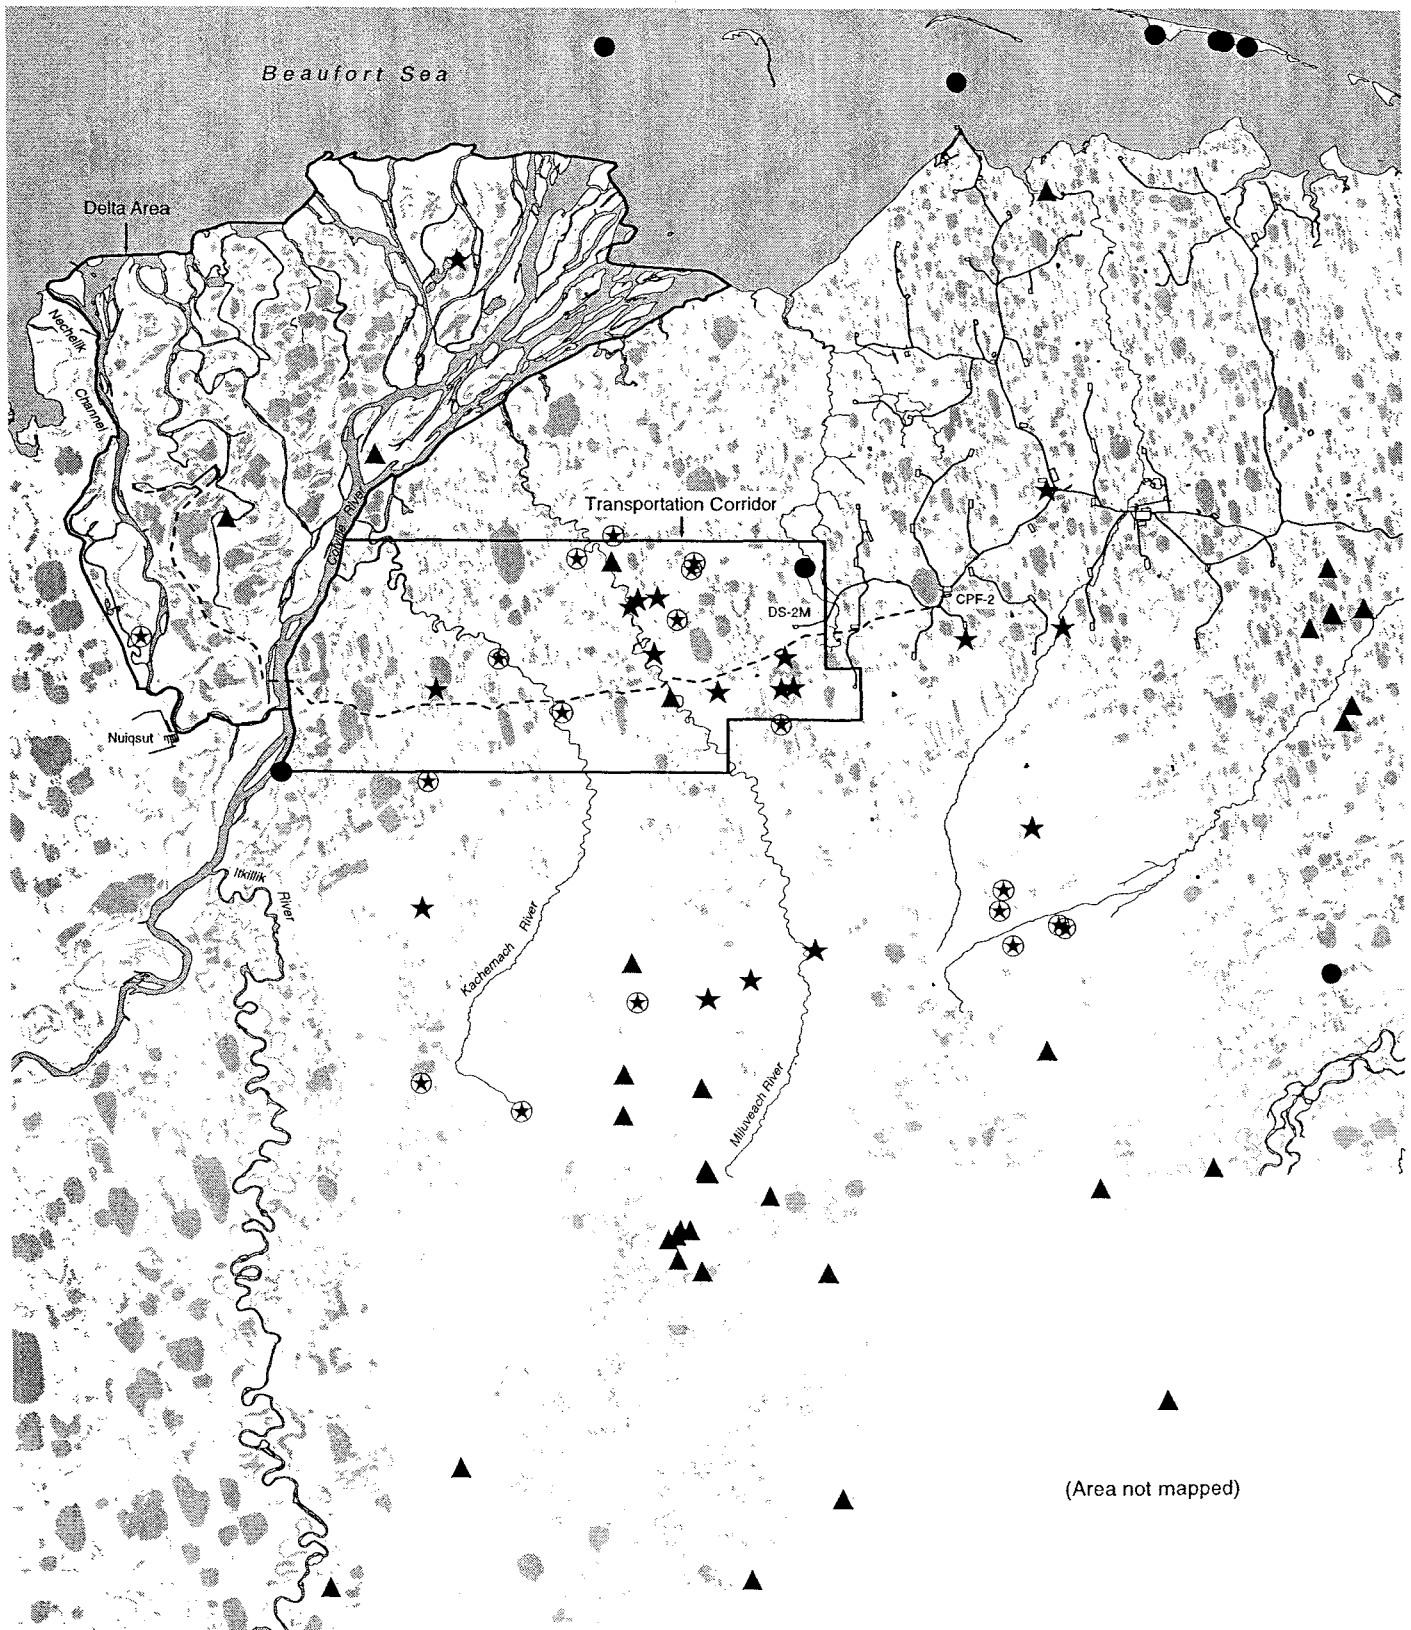 Beaufort Sea
Delta Area
Nechelik
Channel
Colville River
Transportation Corridor
DS-2M
CPF-2
Nuiqsut
Itkillik
River
Kachemach River
Miluveach River
(Area not mapped)